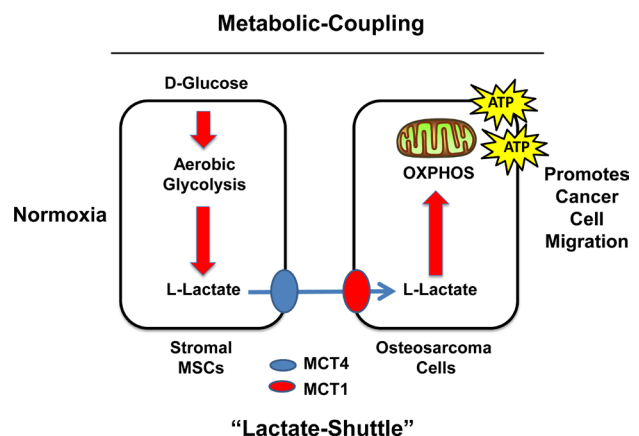 Metabolic-Coupling
D-Glucose
Aerobic
Glycolysis
L-Lactate
Normoxia
Stromal
MSCs
ATP
ATP
OXPHOS
L-Lactate
Promotes
Cancer
Cell
Migration
Osteosarcoma
Cells
MCT4
MCT1
“Lactate-Shuttle”